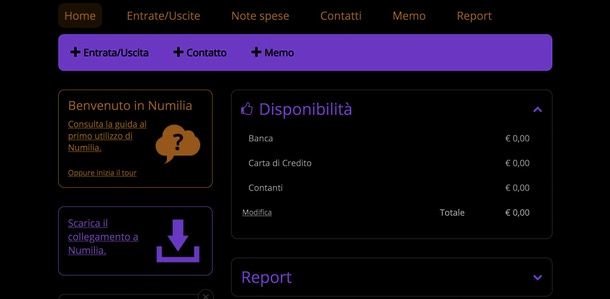 Home Entrate/Uscite Note spese Contatti Memo Report
+ Entrata/Uscita + Contatto + Memo
Benvenuto in Numilia
Consulta la guida al
primo utilizzo di
Numilia.
?
Oppure inizia il tour
Scarica il
collegamento a
Numilia.
Disponibilità
Banca € 0,00
Carta di Credito € 0,00
Contanti € 0,00
Modifica Totale € 0,00
Report